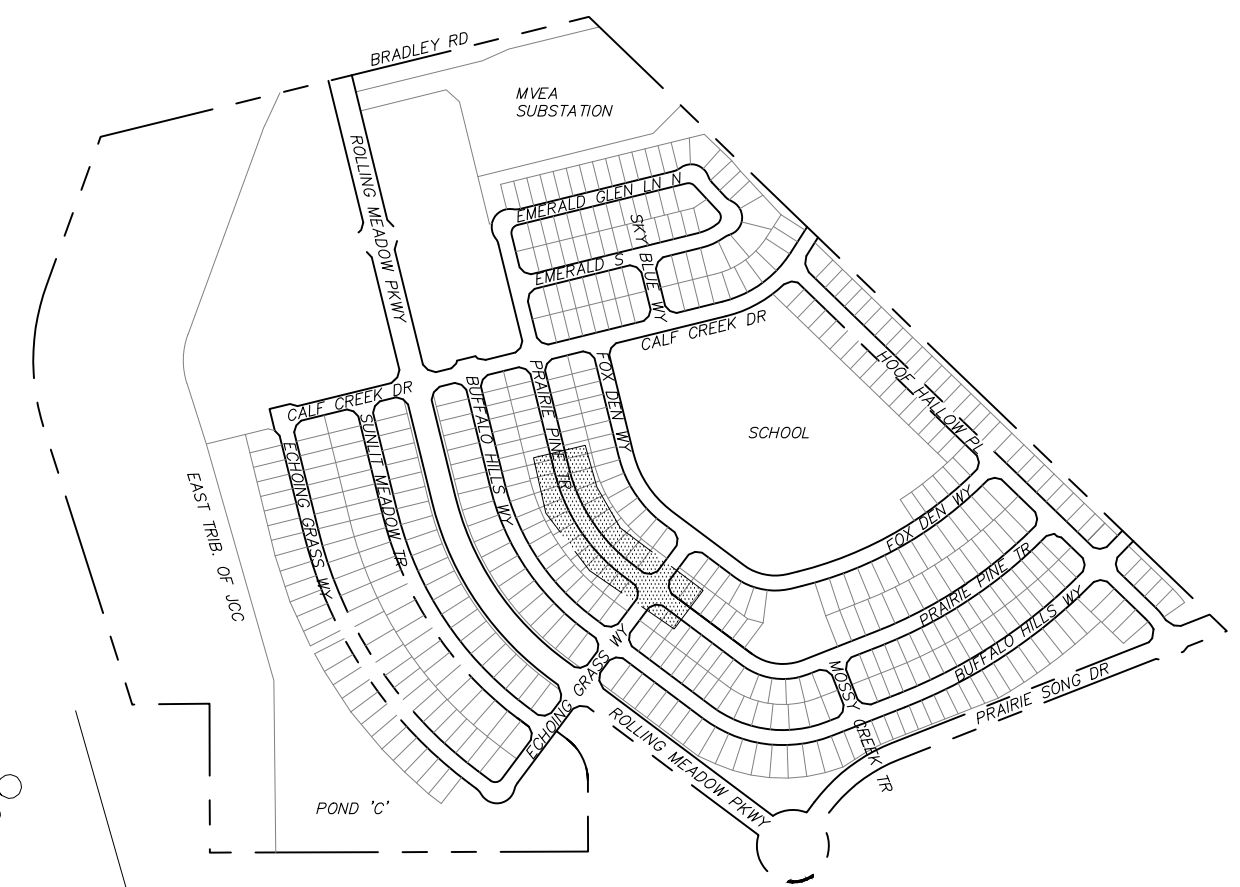 BRADLEY RD
MVEA
SUBSTATION
ROLLING MEADOW PKWY
EMERALD GLEN LN N
SKY BLUE WY
EMERALD S
CALF CREEK DR
CALF CREEK DR
PRAIRIE PINE TR
FOX DEN WY
HOOF HALLOW PL
BUFFALO HILLS WY
SUNLIT MEADOW TR
ECHOING GRASS WY
SCHOOL
EAST TRIB. OF JCC
FOX DEN WY
PRAIRIE PINE TR
BUFFALO HILLS WY
ECHOING GRASS WY
MOSSY CREEK TR
PRAIRIE SONG DR
ROLLING MEADOW PKWY
POND 'C'